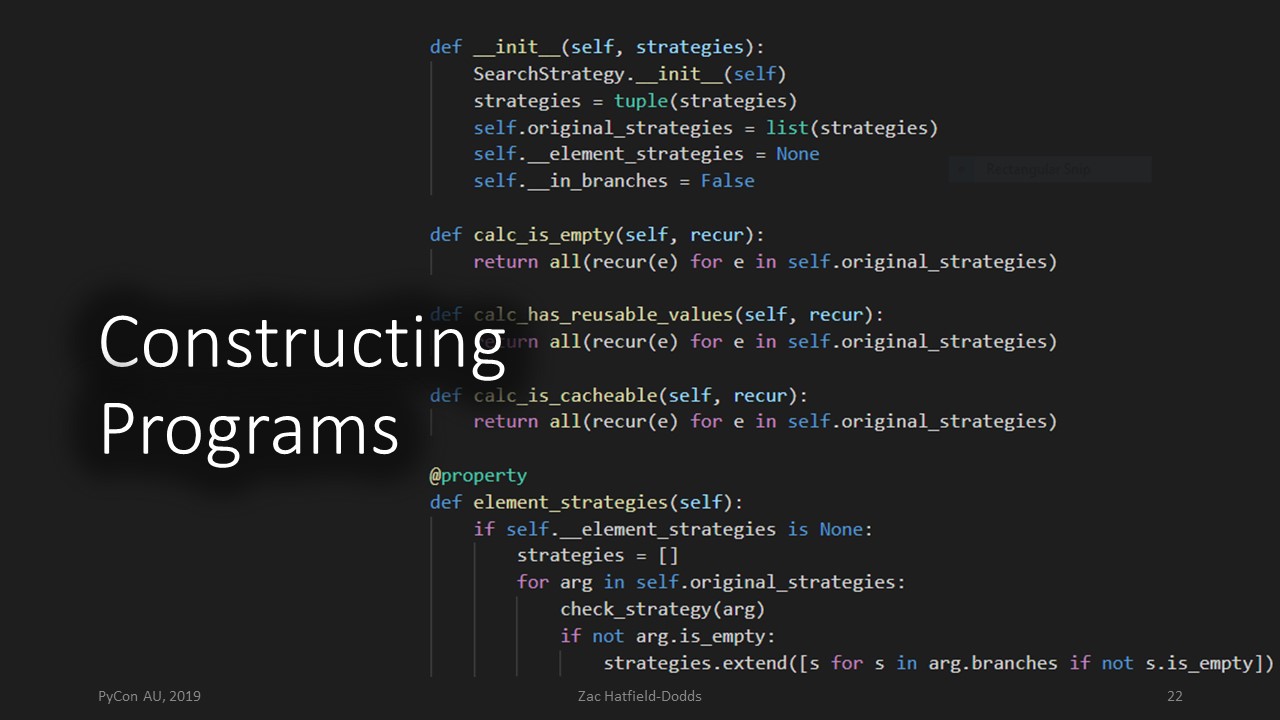 def __init__(self, strategies):
    SearchStrategy.__init__(self)
    strategies = tuple(strategies)
    self.original_strategies = list(strategies)
    self.__element_strategies = None
    self.__in_branches = False
Rectangular Snip
def calc_is_empty(self, recur):
    return all(recur(e) for e in self.original_strategies)
def calc_has_reusable_values(self, recur):
    return all(recur(e) for e in self.original_strategies)
def calc_is_cacheable(self, recur):
    return all(recur(e) for e in self.original_strategies)
@property
def element_strategies(self):
    if self.__element_strategies is None:
        strategies = []
        for arg in self.original_strategies:
            check_strategy(arg)
            if not arg.is_empty:
                strategies.extend([s for s in arg.branches if not s.is_empty])
Constructing
Programs
PyCon AU, 2019
Zac Hatfield-Dodds
22